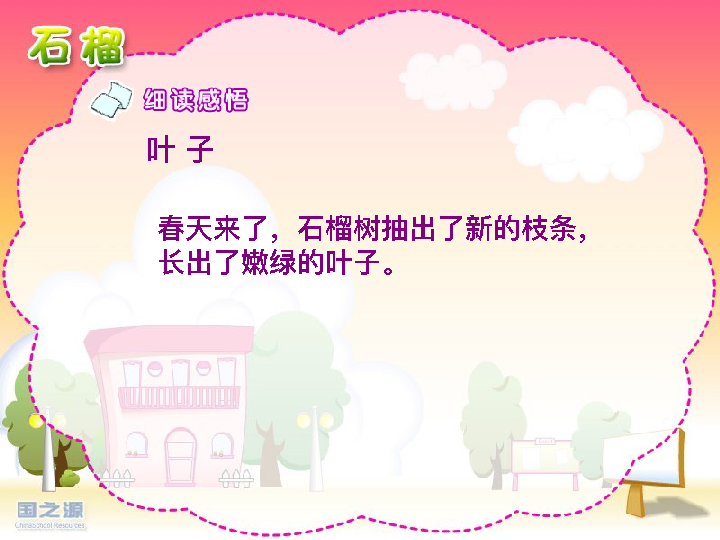 石榴
细读感悟
叶 子
春天来了，石榴树抽出了新的枝条，
长出了嫩绿的叶子。
国之源